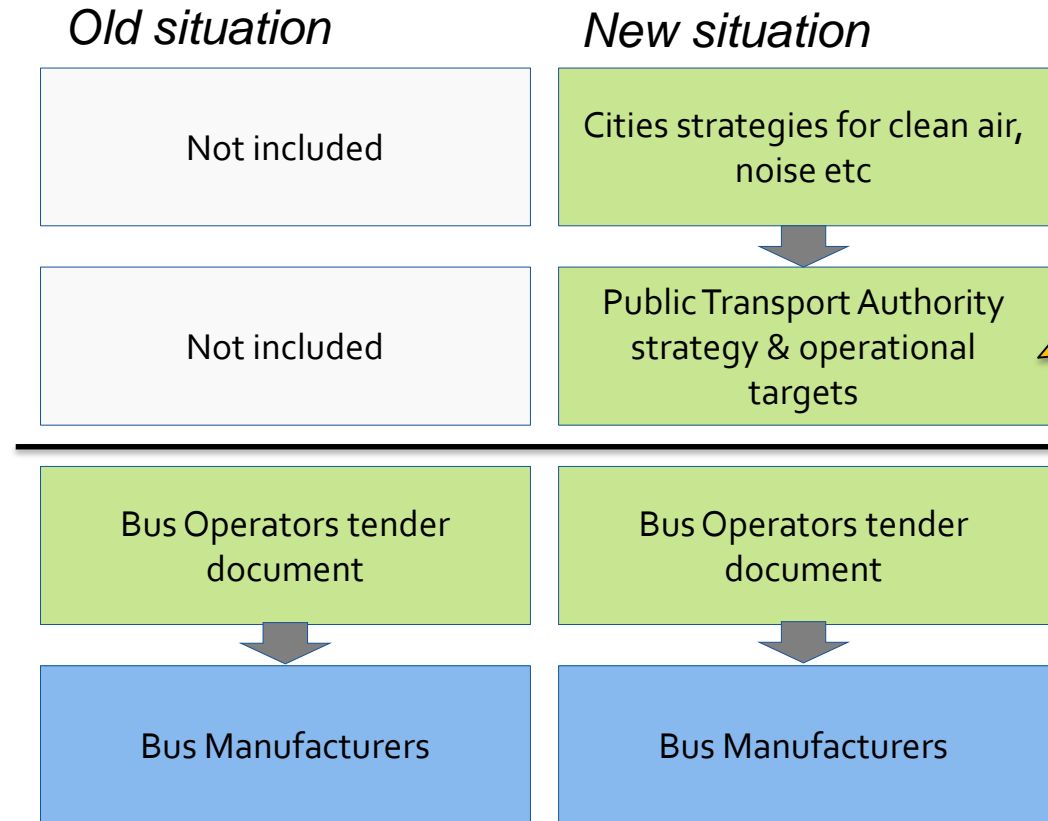 Old situation
New situation
Not included
Cities strategies for clean air,
noise etc
Not included
Public Transport Authority
strategy & operational
targets
Bus Operators tender
document
Bus Operators tender
document
Bus Manufacturers
Bus Manufacturers